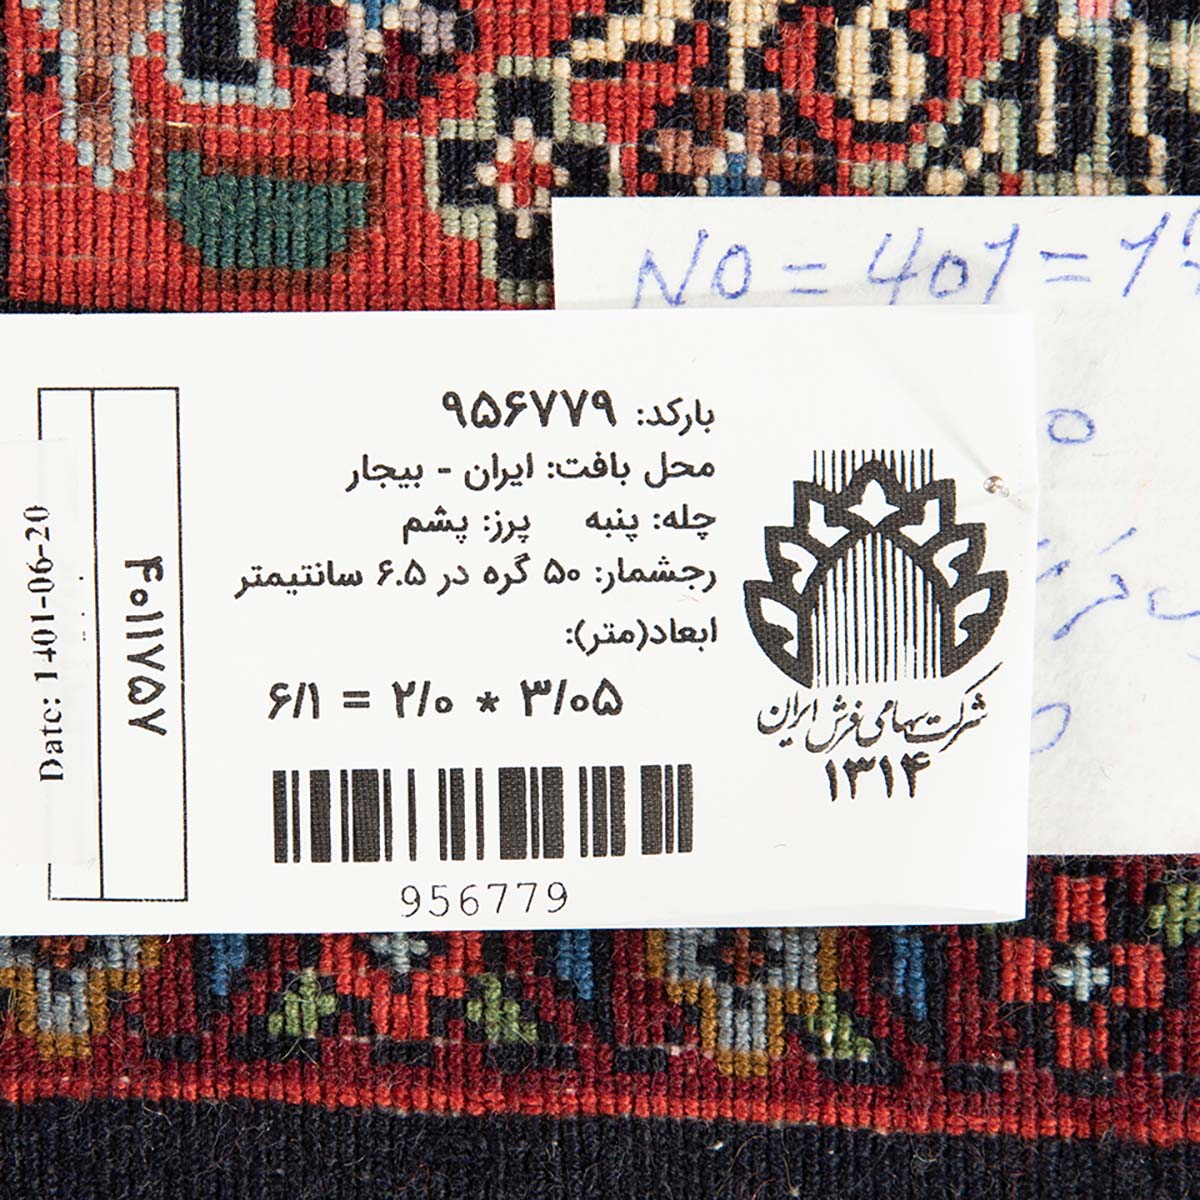 NO = 401 =
بارکد: ۹۵۶۷۷۹
محل بافت: ایران - بیجار
چله: پنبه پرز: پشم
رجشمار: ۵۰ گره در ۶.۵ سانتیمتر
ابعاد(متر):
۳/۰۵ * ۲/۰ = ۶/۱
956779
شرکت سهامی فرش ایران
۱۳۱۴
۴۰۱۱۷۵۷
Date: 1401-06-20